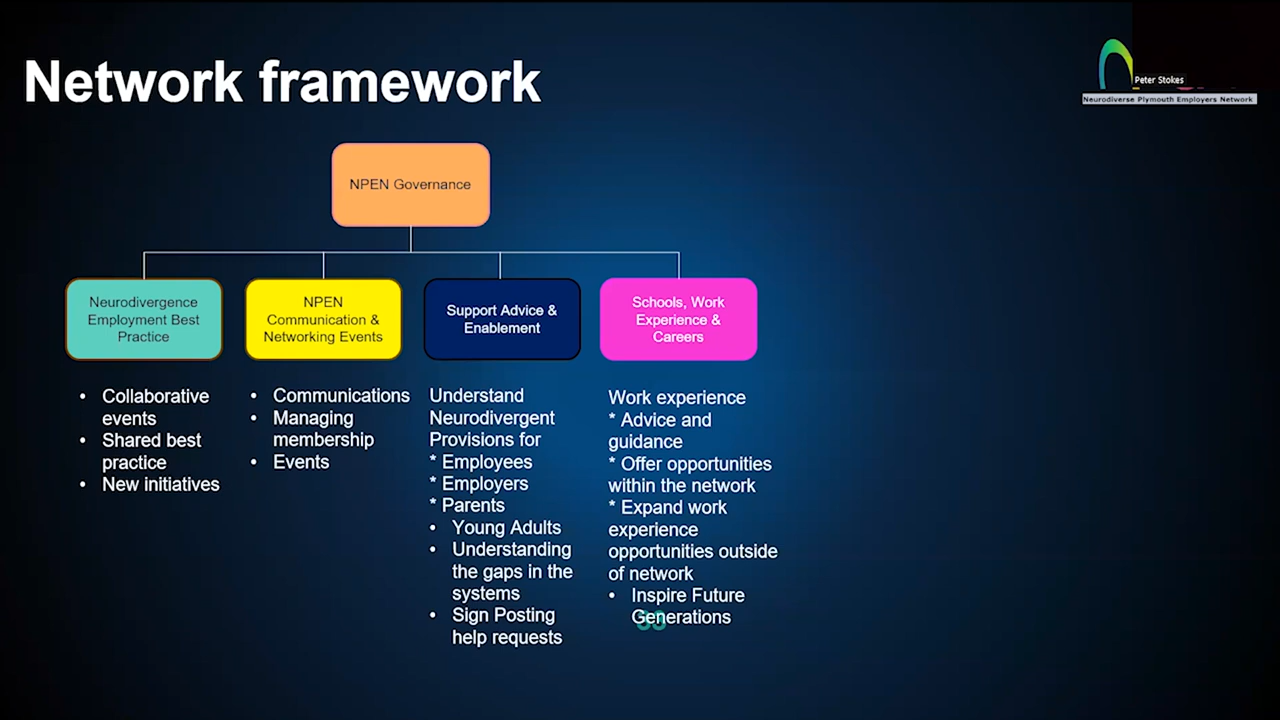 Network framework
Peter Stokes
Neurodiverse Plymouth Employers Network
NPEN Governance
Neurodivergence
Employment Best
Practice
NPEN
Communication &
Networking Events
Support Advice &
Enablement
Schools, Work
Experience &
Careers
• Collaborative
events
• Shared best
practice
• New initiatives
• Communications
• Managing
membership
• Events
Understand
Neurodivergent
Provisions for
* Employees
* Employers
* Parents
• Young Adults
• Understanding
the gaps in the
systems
• Sign Posting
help requests
Work experience
* Advice and
guidance
* Offer opportunities
within the network
* Expand work
experience
opportunities outside
of network
• Inspire Future
Generations